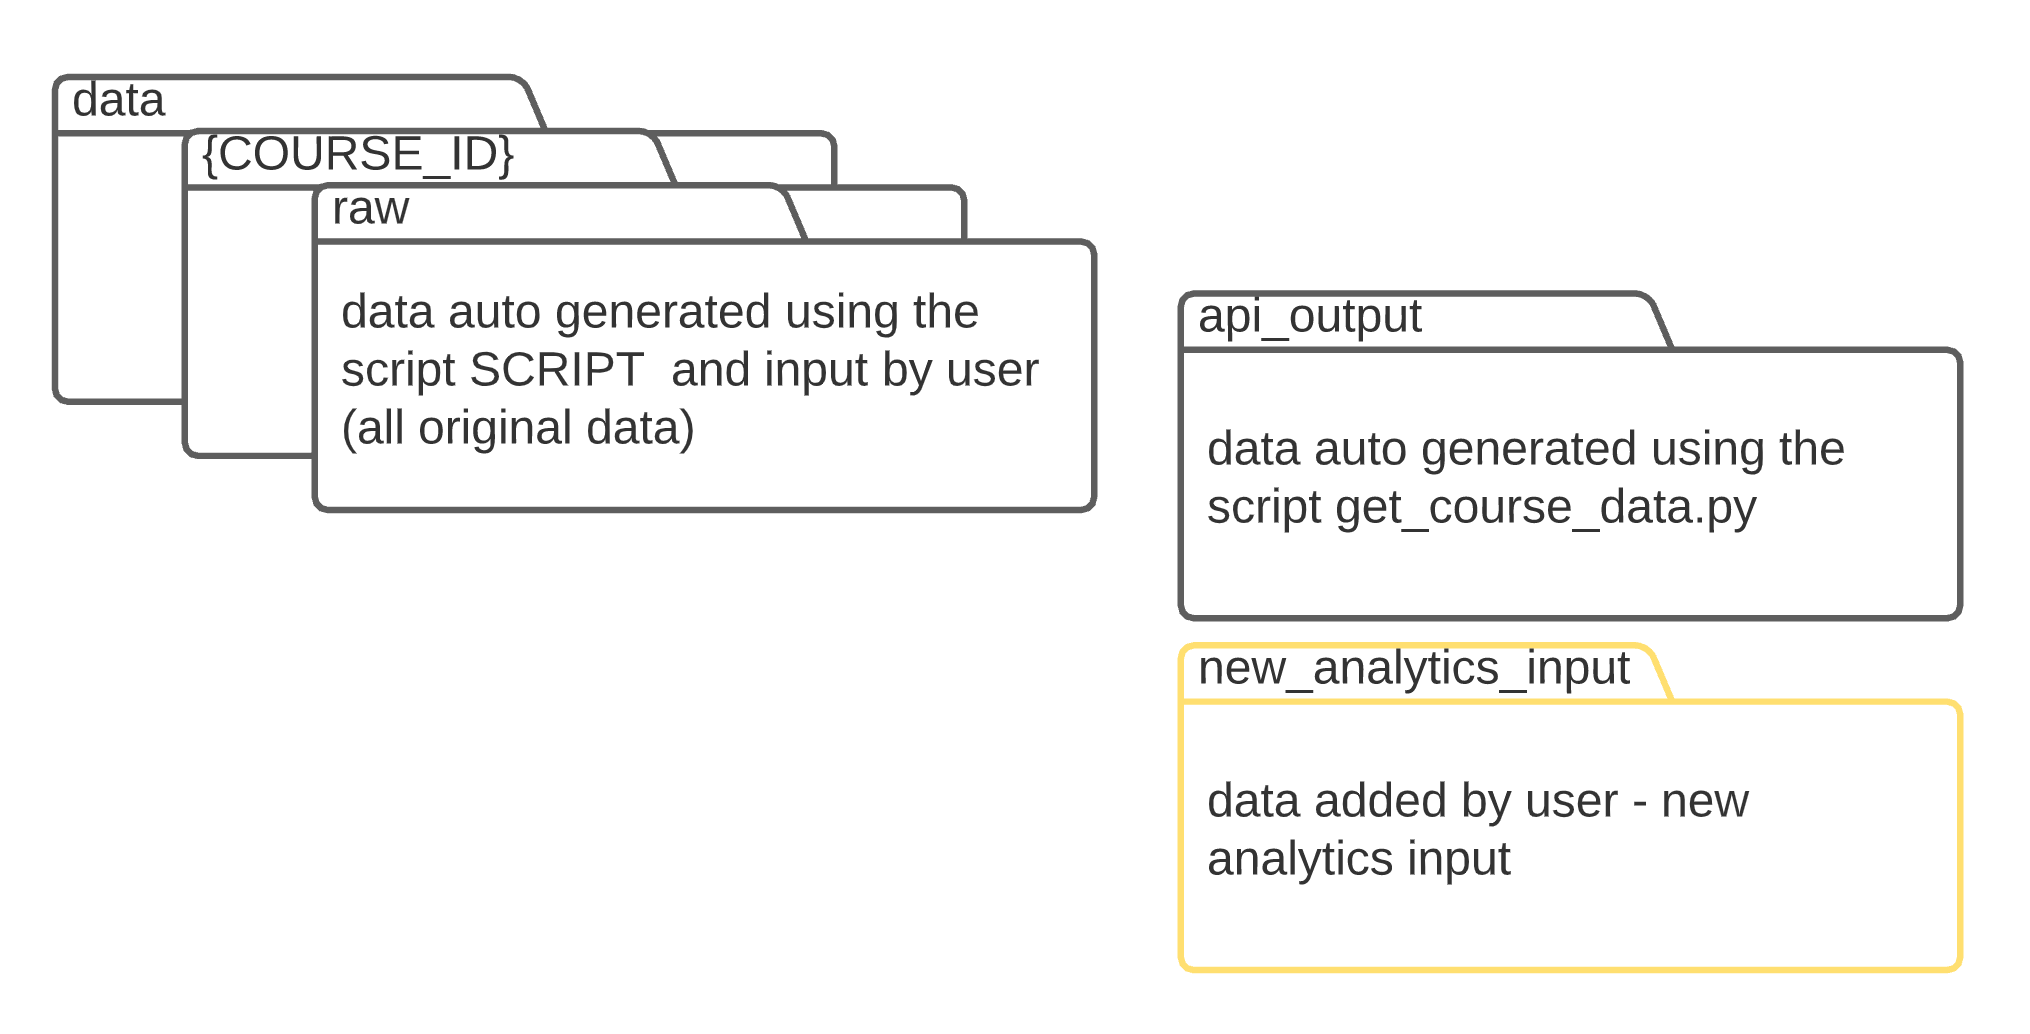 data
{COURSE_ID}
raw
data auto generated using the
script SCRIPT  and input by user
(all original data)
api_output
data auto generated using the
script get_course_data.py
new_analytics_input
data added by user - new
analytics input